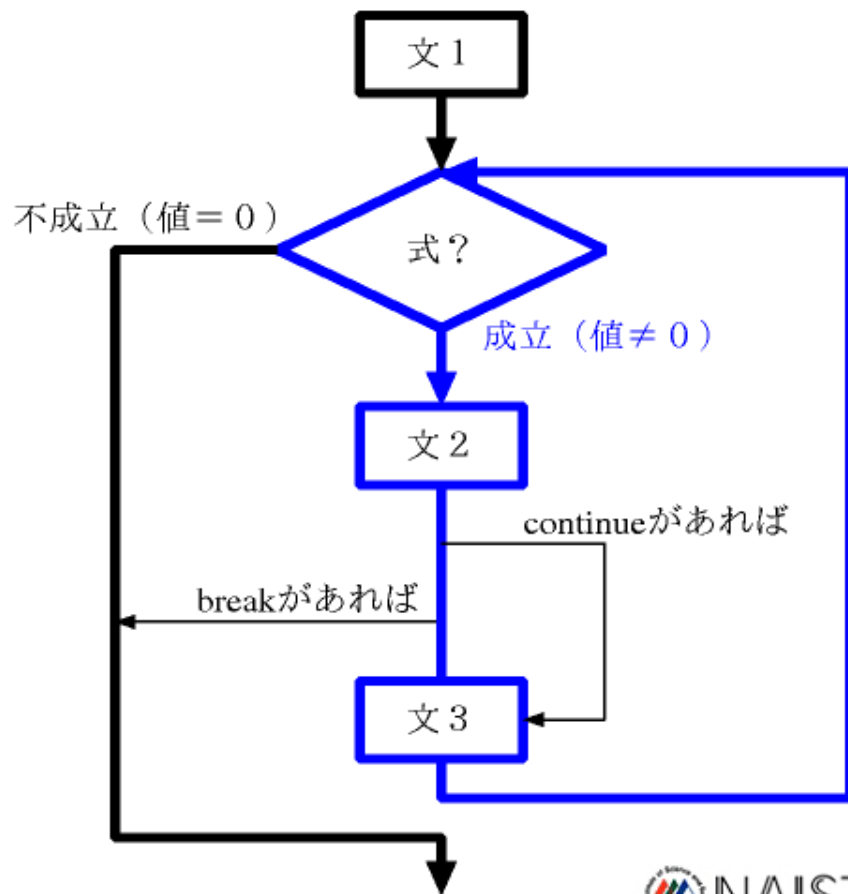 文１
不成立（値＝０）
式？
成立（値≠０）
文２
continueがあれば
breakがあれば
文３
NAIST